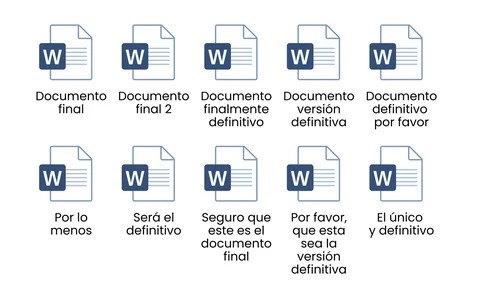 W W W W W
Documento
final
Documento
final 2
Documento
finalmente
definitivo
Documento
versión
definitiva
Documento
definitivo
por favor
W W W W W
Por lo
menos
Será el
definitivo
Seguro que
este es el
documento
final
Por favor,
que esta
sea la
versión
definitiva
El único
y definitivo